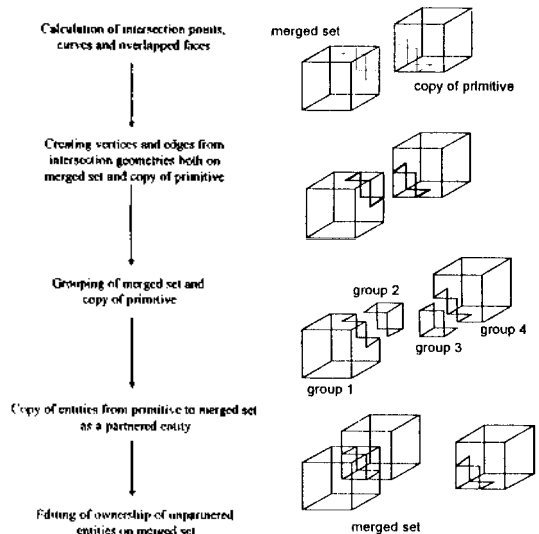 Calculation of intersection points,
curves and overlapped faces
merged set
copy of primitive
Creating vertices and edges from
intersection geometries both on
merged set and copy of primitive
Grouping of merged set and
copy of primitive
group 2
group 3
group 4
group 1
Copy of entities from primitive to merged set
as a partnered entity
Editing of ownership of unpartnered
entities on merged set
merged set